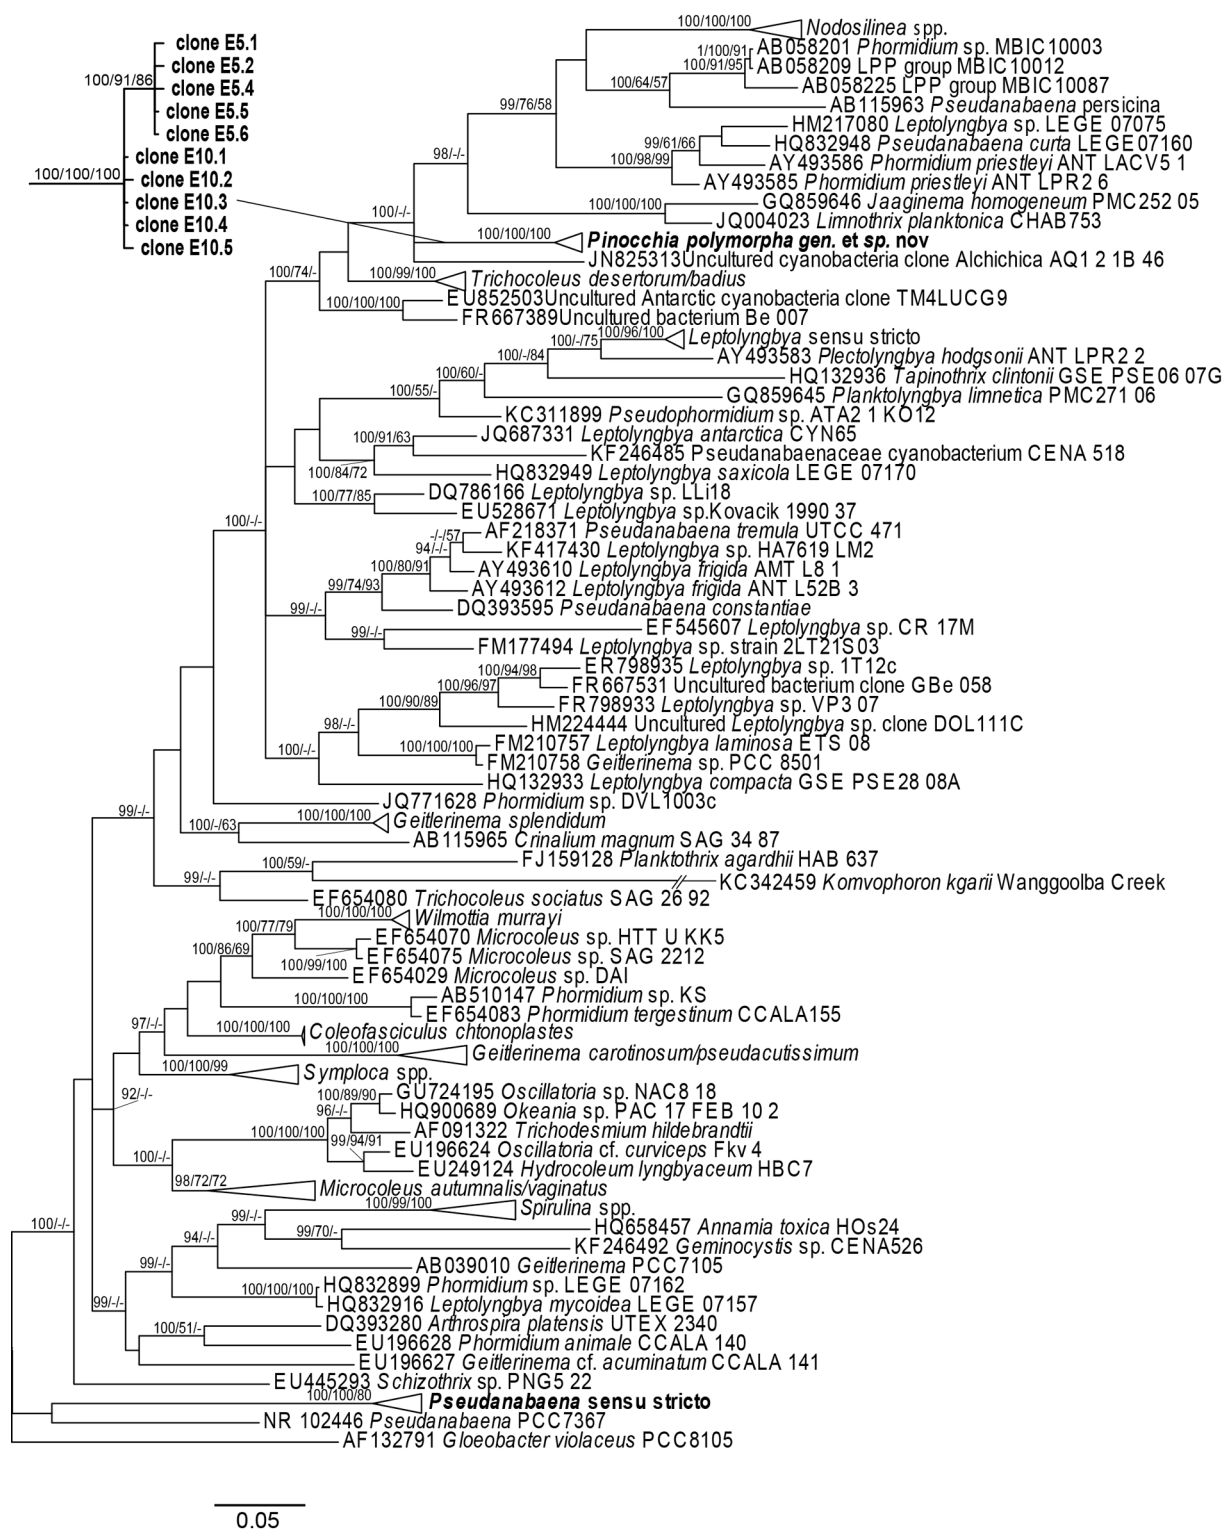 clone E5.1
clone E5.2
clone E5.4
clone E5.5
clone E5.6
100/91/86
clone E10.1
clone E10.2
clone E10.3
clone E10.4
clone E10.5
100/100/100
100/100/100
Nodosilinea spp.
1/100/91
AB058201 Phormidium sp. MBIC10003
100/91/95
AB058209 LPP group MBIC10012
100/64/57
AB058225 LPP group MBIC10087
AB115963 Pseudanabaena persicina
99/76/58
HM217080 Leptolyngbya sp. LEGE 07075
99/61/66
HQ832948 Pseudanabaena curta LEGE07160
100/98/99
AY493586 Phormidium priestleyi ANT LACV5 1
AY493585 Phormidium priestleyi ANT LPR2 6
98/-/-
100/100/100
GQ859646 Jaaginema homogeneum PMC252 05
JQ004023 Limnothrix planktonica CHAB753
100/-/-
100/100/100
Pinocchia polymorpha gen. et sp. nov
JN825313Uncultured cyanobacteria clone Alchichica AQ1 2 1B 46
100/74/-
100/99/100
Trichocoleus desertorum/badius
100/100/100
EU852503Uncultured Antarctic cyanobacteria clone TM4LUCG9
FR667389Uncultured bacterium Be 007
100/96/100
Leptolyngbya sensu stricto
100/-/75
AY493583 Plectolyngbya hodgsonii ANT LPR2 2
100/-/84
HQ132936 Tapinothrix clintonii GSE PSE06 07G
100/60/-
GQ859645 Planktolyngbya limnetica PMC271 06
100/55/-
KC311899 Pseudophormidium sp. ATA2 1 KO12
100/91/63
JQ687331 Leptolyngbya antarctica CYN65
KF246485 Pseudanabaenaceae cyanobacterium CENA 518
100/84/72
HQ832949 Leptolyngbya saxicola LEGE 07170
100/77/85
DQ786166 Leptolyngbya sp. LLi18
EU528671 Leptolyngbya sp.Kovacik 1990 37
100/-/-
-/-/57
AF218371 Pseudanabaena tremula UTCC 471
94/-/-
KF417430 Leptolyngbya sp. HA7619 LM2
100/80/91
AY493610 Leptolyngbya frigida AMT L8 1
99/74/93
AY493612 Leptolyngbya frigida ANT L52B 3
DQ393595 Pseudanabaena constantiae
99/-/-
99/-/-
EF545607 Leptolyngbya sp. CR 17M
FM177494 Leptolyngbya sp. strain 2LT21S03
100/94/98
ER798935 Leptolyngbya sp. 1T12c
100/96/97
FR667531 Uncultured bacterium clone GBe 058
100/90/89
FR798933 Leptolyngbya sp. VP3 07
HM224444 Uncultured Leptolyngbya sp. clone DOL111C
98/-/-
100/100/100
FM210757 Leptolyngbya laminosa ETS 08
100/-/-
FM210758 Geitlerinema sp. PCC 8501
HQ132933 Leptolyngbya compacta GSE PSE28 08A
JQ771628 Phormidium sp. DVL1003c
99/-/-
100/100/100
Geitlerinema splendidum
100/-/63
AB115965 Crinalium magnum SAG 34 87
100/59/-
FJ159128 Planktothrix agardhii HAB 637
99/-/-
KC342459 Komvophoron kgarii Wanggoolba Creek
EF654080 Trichocoleus sociatus SAG 26 92
100/100/100
Wilmottia murrayi
100/77/79
EF654070 Microcoleus sp. HTT U KK5
100/86/69
EF654075 Microcoleus sp. SAG 2212
100/99/100
EF654029 Microcoleus sp. DAI
100/100/100
AB510147 Phormidium sp. KS
EF654083 Phormidium tergestinum CCALA155
97/-/-
100/100/100
Coleofasciculus chtonoplastes
100/100/100
Geitlerinema carotinosum/pseudacutissimum
100/100/99
Symploca spp.
92/-/-
100/89/90
GU724195 Oscillatoria sp. NAC8 18
96/-/-
HQ900689 Okeania sp. PAC 17 FEB 10 2
100/100/100
AF091322 Trichodesmium hildebrandtii
99/94/91
EU196624 Oscillatoria cf. curviceps Fkv 4
100/-/-
EU249124 Hydrocoleum lyngbyaceum HBC7
98/72/72
Microcoleus autumnalis/vaginatus
100/99/100
Spirulina spp.
99/-/-
99/70/-
HQ658457 Annamia toxica HOs24
94/-/-
KF246492 Geminocystis sp. CENA526
99/-/-
AB039010 Geitlerinema PCC7105
100/100/100
HQ832899 Phormidium sp. LEGE 07162
99/-/-
HQ832916 Leptolyngbya mycoidea LEGE 07157
100/51/-
DQ393280 Arthrospira platensis UTEX 2340
EU196628 Phormidium animale CCALA 140
EU196627 Geitlerinema cf. acuminatum CCALA 141
100/-/-
EU445293 Schizothrix sp. PNG5 22
100/100/80
Pseudanabaena sensu stricto
NR 102446 Pseudanabaena PCC7367
AF132791 Gloeobacter violaceus PCC8105
0.05